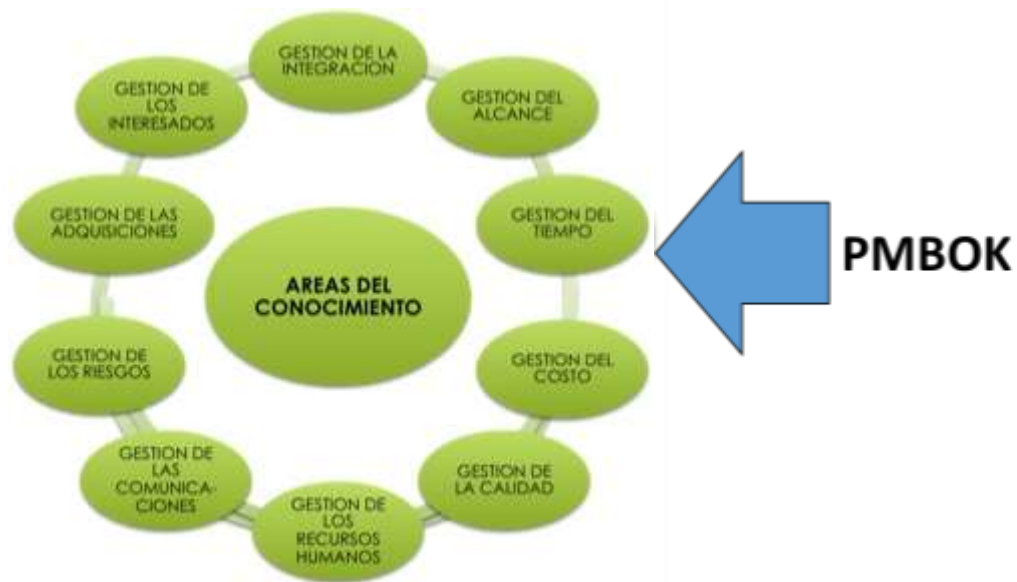 GESTION DE LA
INTEGRACION
GESTION DEL
ALCANCE
GESTION DEL
TIEMPO
GESTION DEL
COSTO
GESTION DE
LA CALIDAD
GESTION DE
LOS
RECURSOS
HUMANOS
GESTION DE
LAS
COMUNICA-
CIONES
GESTION DE
LOS RIESGOS
GESTION DE LAS
ADQUISICIONES
GESTION DE
LOS
INTERESADOS
AREAS DEL
CONOCIMIENTO
PMBOK